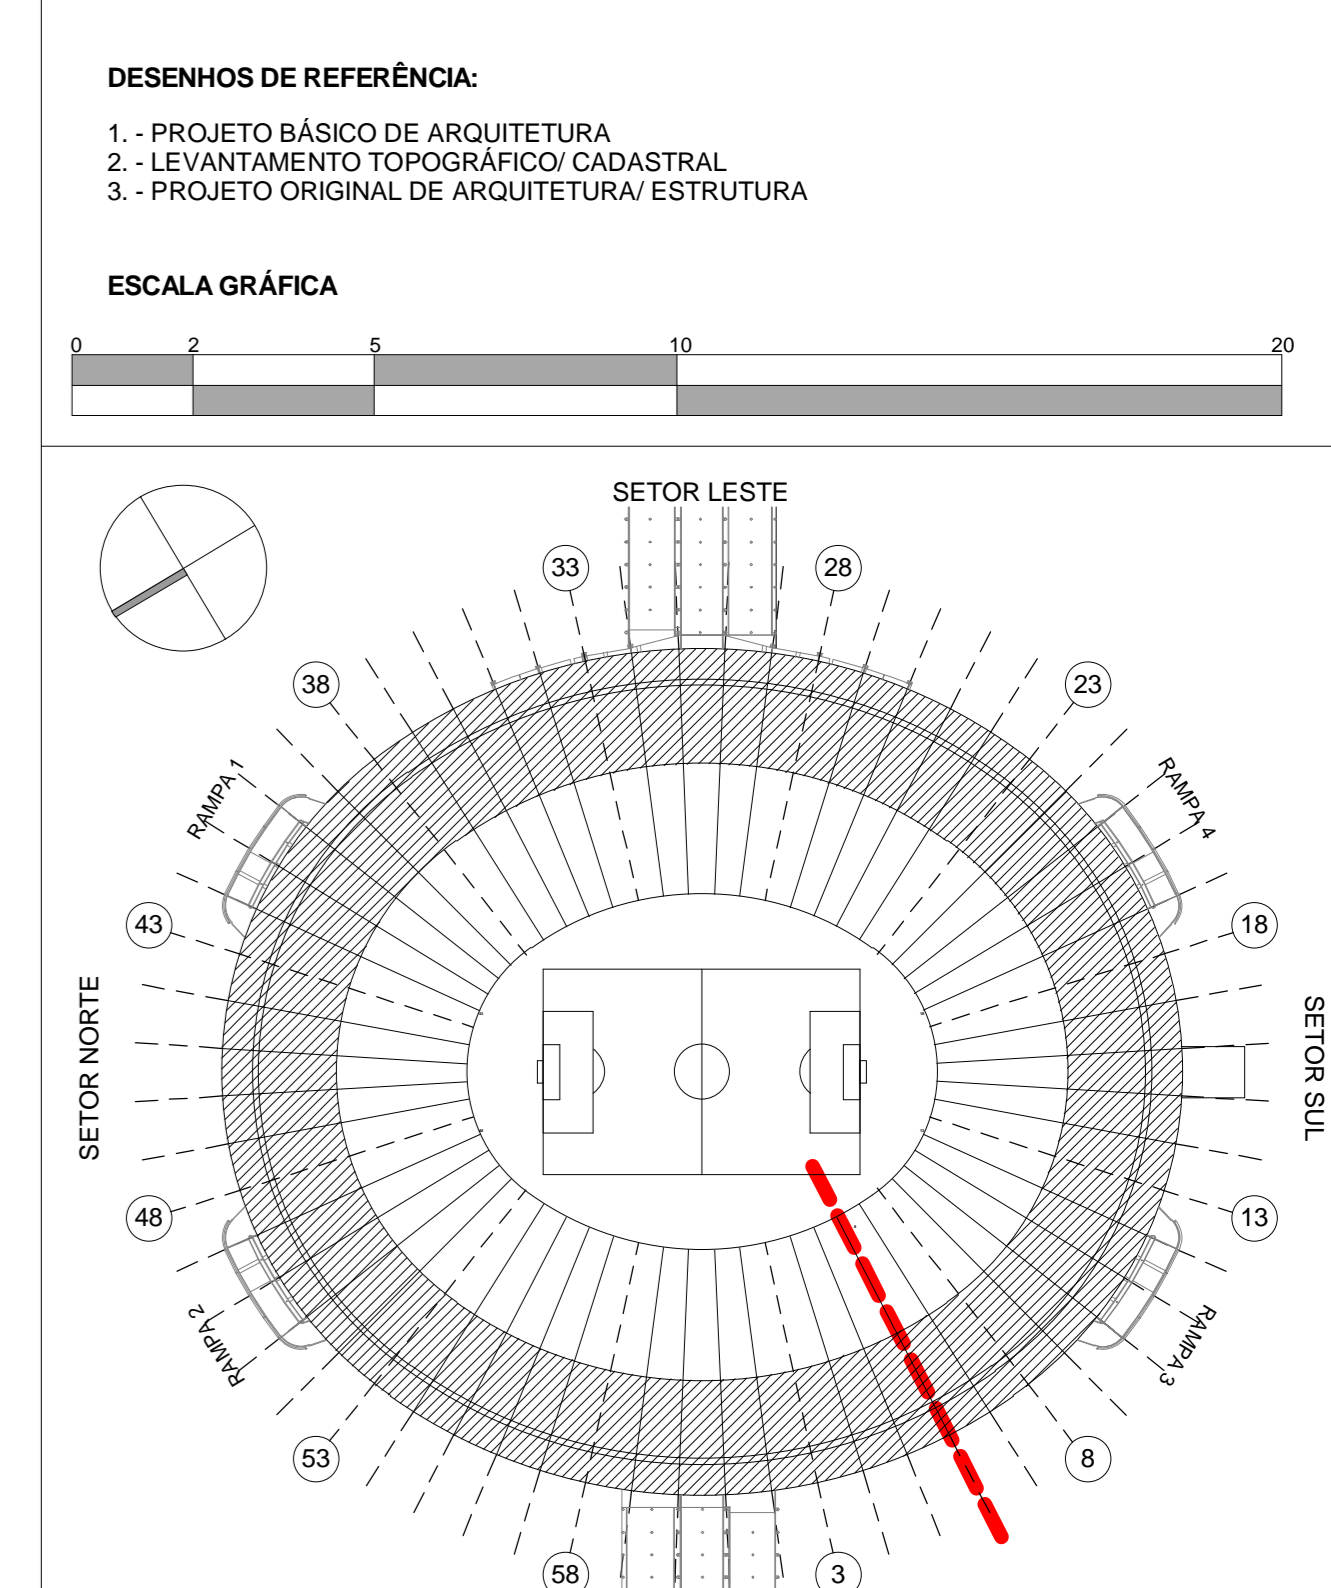 DESENHOS DE REFERÊNCIA:
1. - PROJETO BÁSICO DE ARQUITETURA
2. - LEVANTAMENTO TOPOGRÁFICO/ CADASTRAL
3. - PROJETO ORIGINAL DE ARQUITETURA/ ESTRUTURA
ESCALA GRÁFICA
0 2 5 10 20
SETOR LESTE
33 28
38 23
RAMPA 1 RAMPA 4
43 18
SETOR NORTE SETOR SUL
48 13
RAMPA 2 RAMPA 3
53 8
58 3